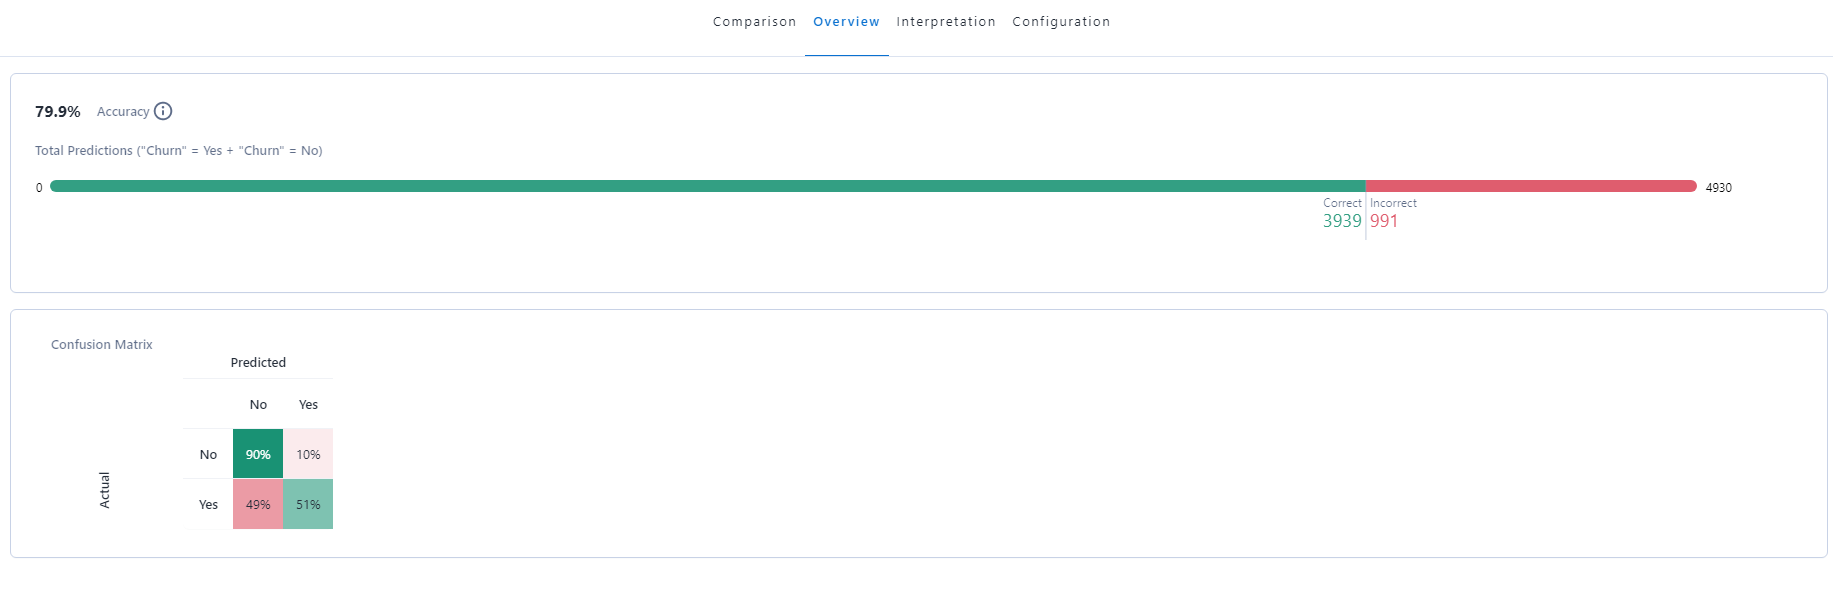 Comparison Overview Interpretation Configuration
79.9% Accuracy
Total Predictions ("Churn" = Yes + "Churn" = No)
0 4930
Correct Incorrect
3939 991
Confusion Matrix
Predicted
No Yes
No 90% 10%
Actual
Yes 49% 51%